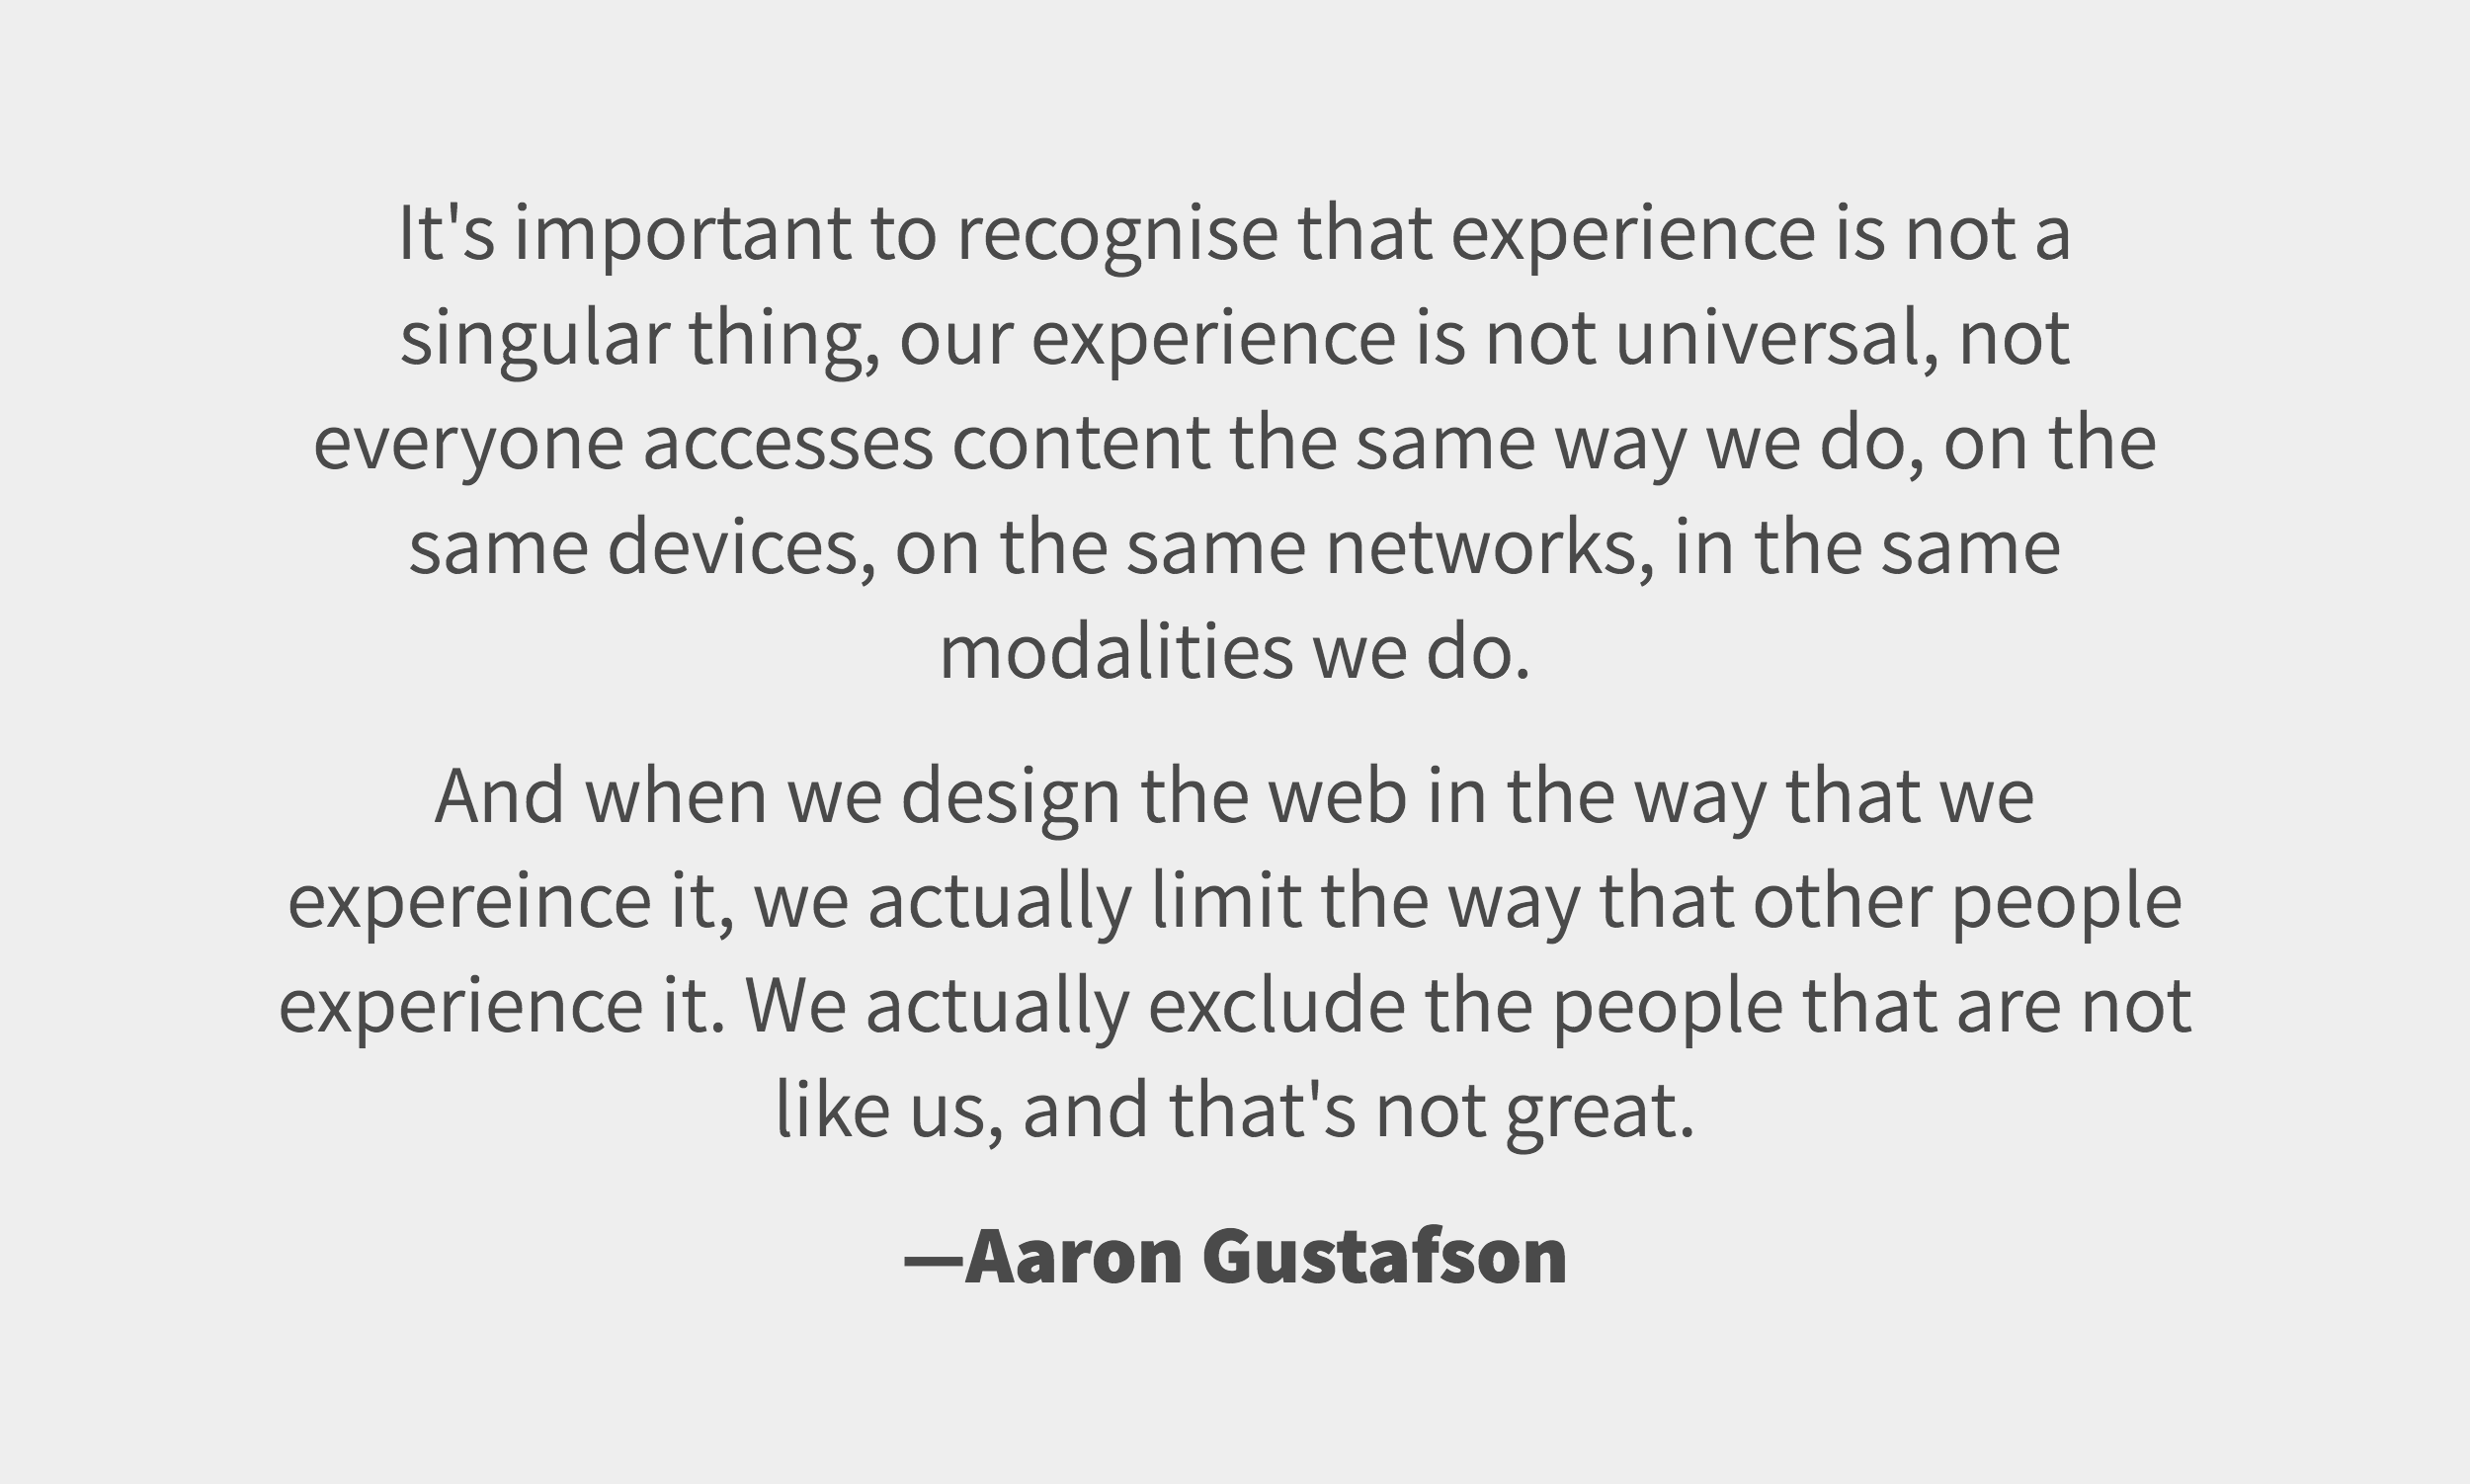 It's important to recognise that experience is not a
singular thing, our experience is not universal, not
everyone accesses content the same way we do, on the
same devices, on the same networks, in the same
modalities we do.
And when we design the web in the way that we
expereince it, we actually limit the way that other people
experience it. We actually exclude the people that are not
like us, and that's not great.
—Aaron Gustafson